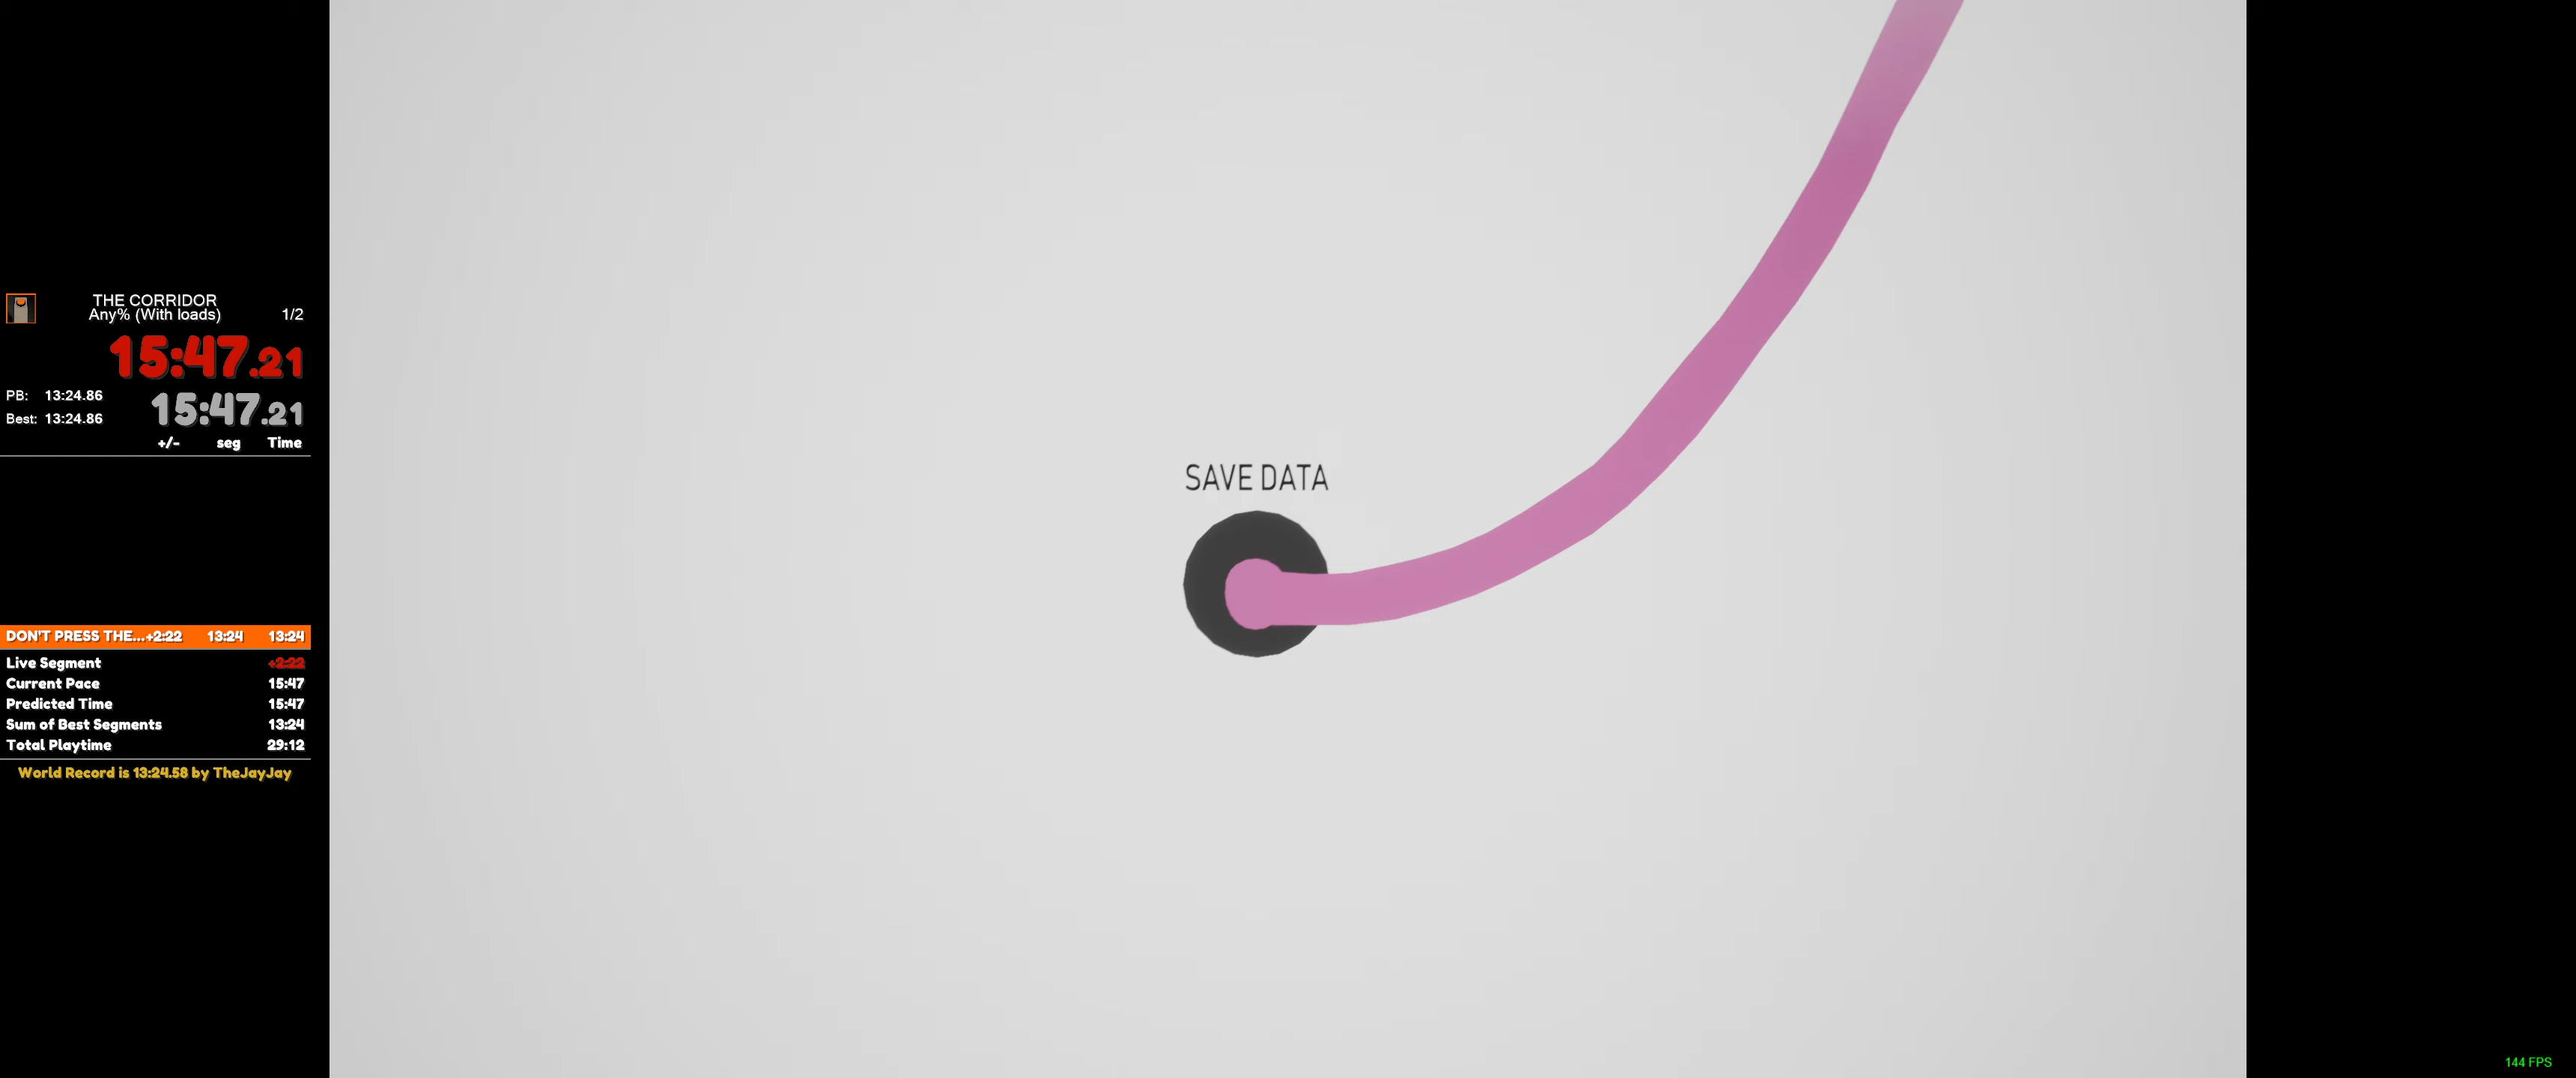 THE CORRIDOR
Any% (With loads) 1/2
15:47.21
PB: 13:24.86
15:47.21
Best: 13:24.86
+/- seg Time
SAVE DATA
DON'T PRESS THE...+2:22 13:24 13:24
Live Segment +2:22
Current Pace 15:47
Predicted Time 15:47
Sum of Best Segments 13:24
Total Playtime 29:12
World Record is 13:24.58 by TheJayJay
144 FPS